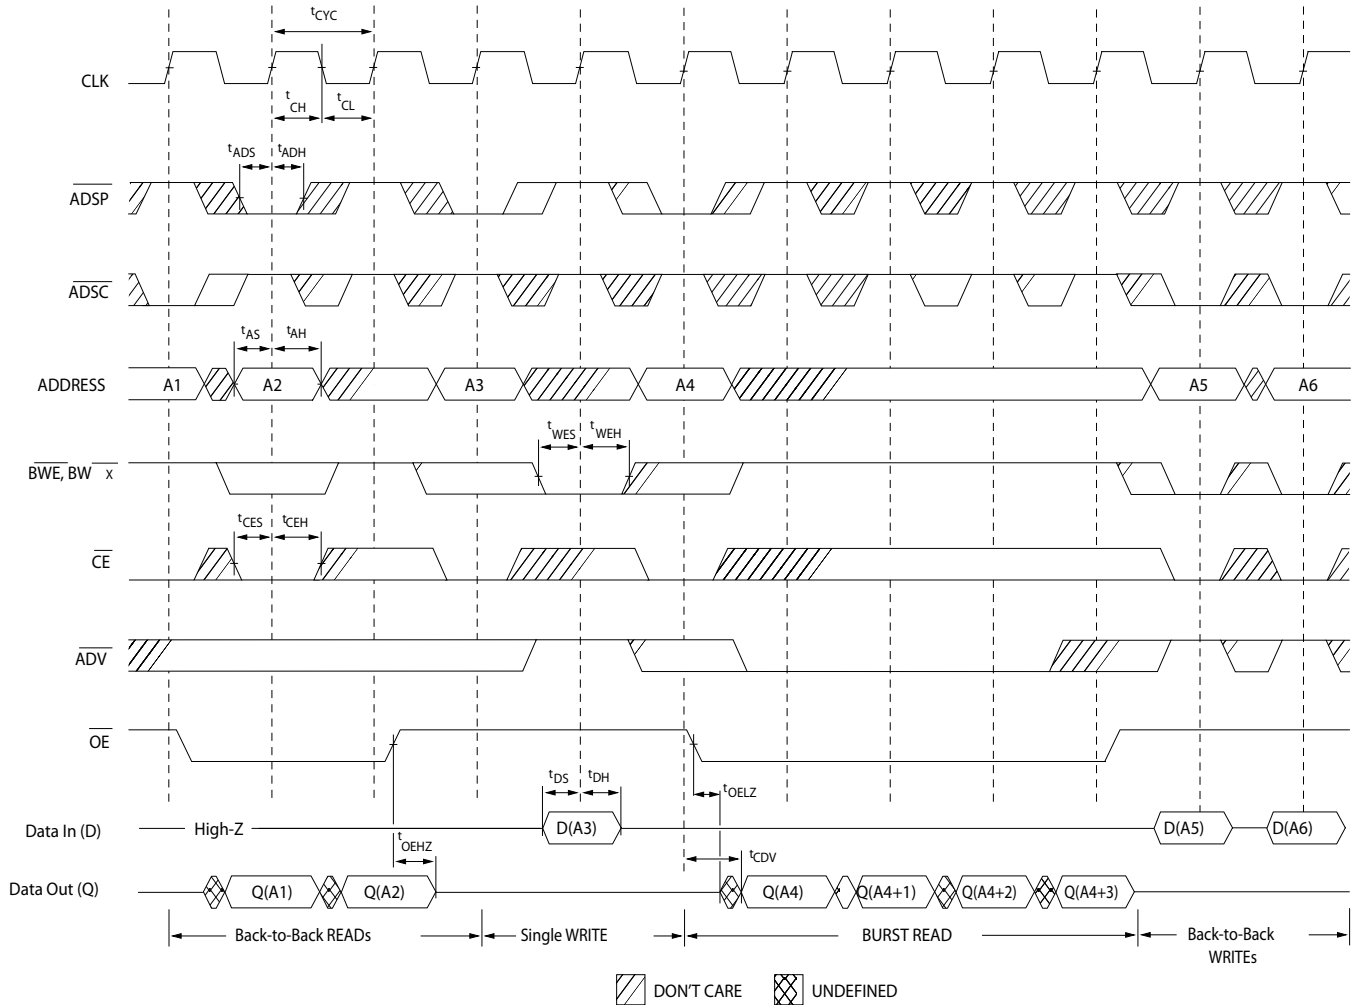 tCYC
CLK
tCH
tCL
tADS
tADH
ADSP
ADSC
tAS
tAH
ADDRESS
A1
A2
A3
A4
A5
A6
tWES
tWEH
BWE, BW X
tCES
tCEH
CE
ADV
OE
tDS
tDH
tOELZ
Data In (D)
High-Z
D(A3)
D(A5)
D(A6)
tOEHZ
tCDV
Data Out (Q)
Q(A1)
Q(A2)
Q(A4)
Q(A4+1)
Q(A4+2)
Q(A4+3)
Back-to-Back READs
Single WRITE
BURST READ
Back-to-Back
WRITEs
DON'T CARE
UNDEFINED